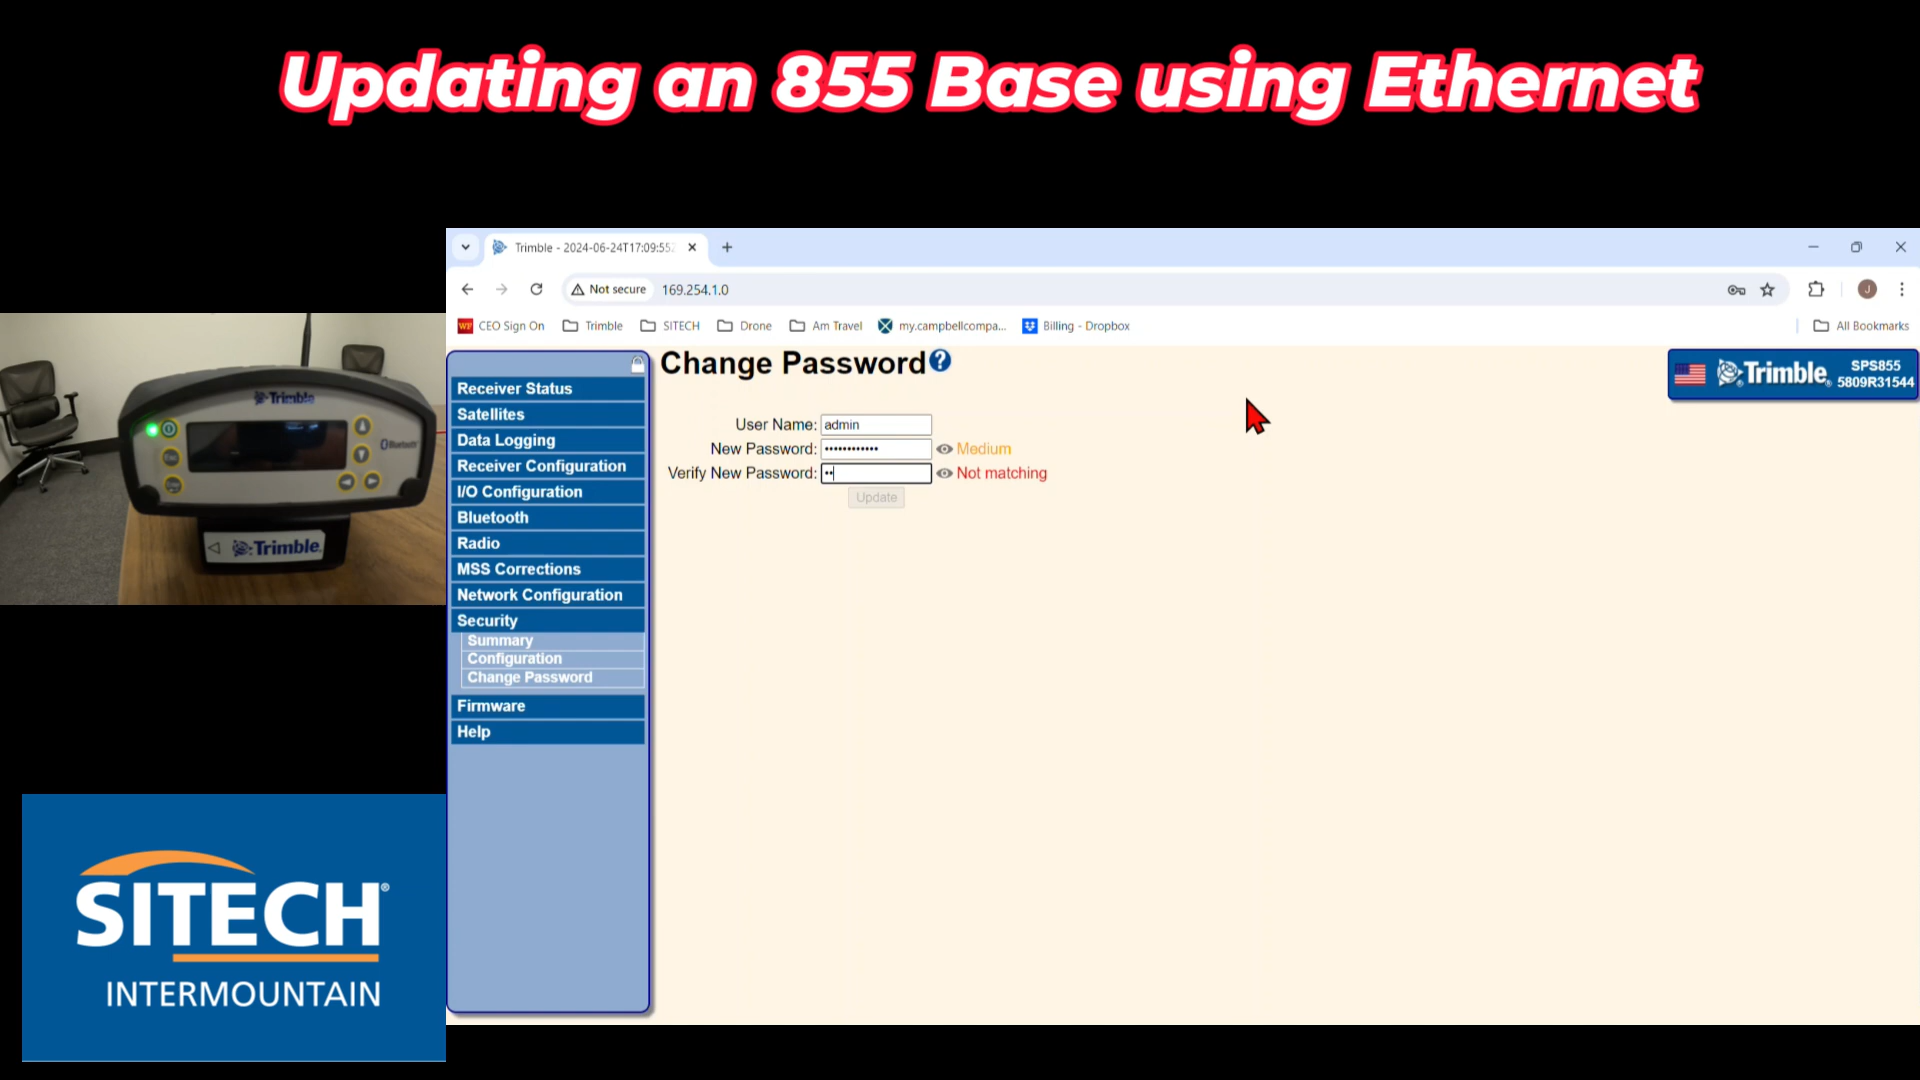 Updating an 855 Base using Ethernet
Trimble - 2024-06-24T17:09:55
Not secure
169.254.1.0
J
WF
CEO Sign On
Trimble
SITECH
Drone
Am Travel
my.campbellcompa...
Billing - Dropbox
All Bookmarks
Change Password?
Trimble®
SPS855
5809R31544
Receiver Status
Satellites
Data Logging
Receiver Configuration
I/O Configuration
Bluetooth
Radio
MSS Corrections
Network Configuration
Security
Summary
Configuration
Change Password
Firmware
Help
User Name: admin
New Password: •••••••••••• Medium
Verify New Password: •• Not matching
Update
Trimble
Bluetooth
Trimble
SITECH®
INTERMOUNTAIN